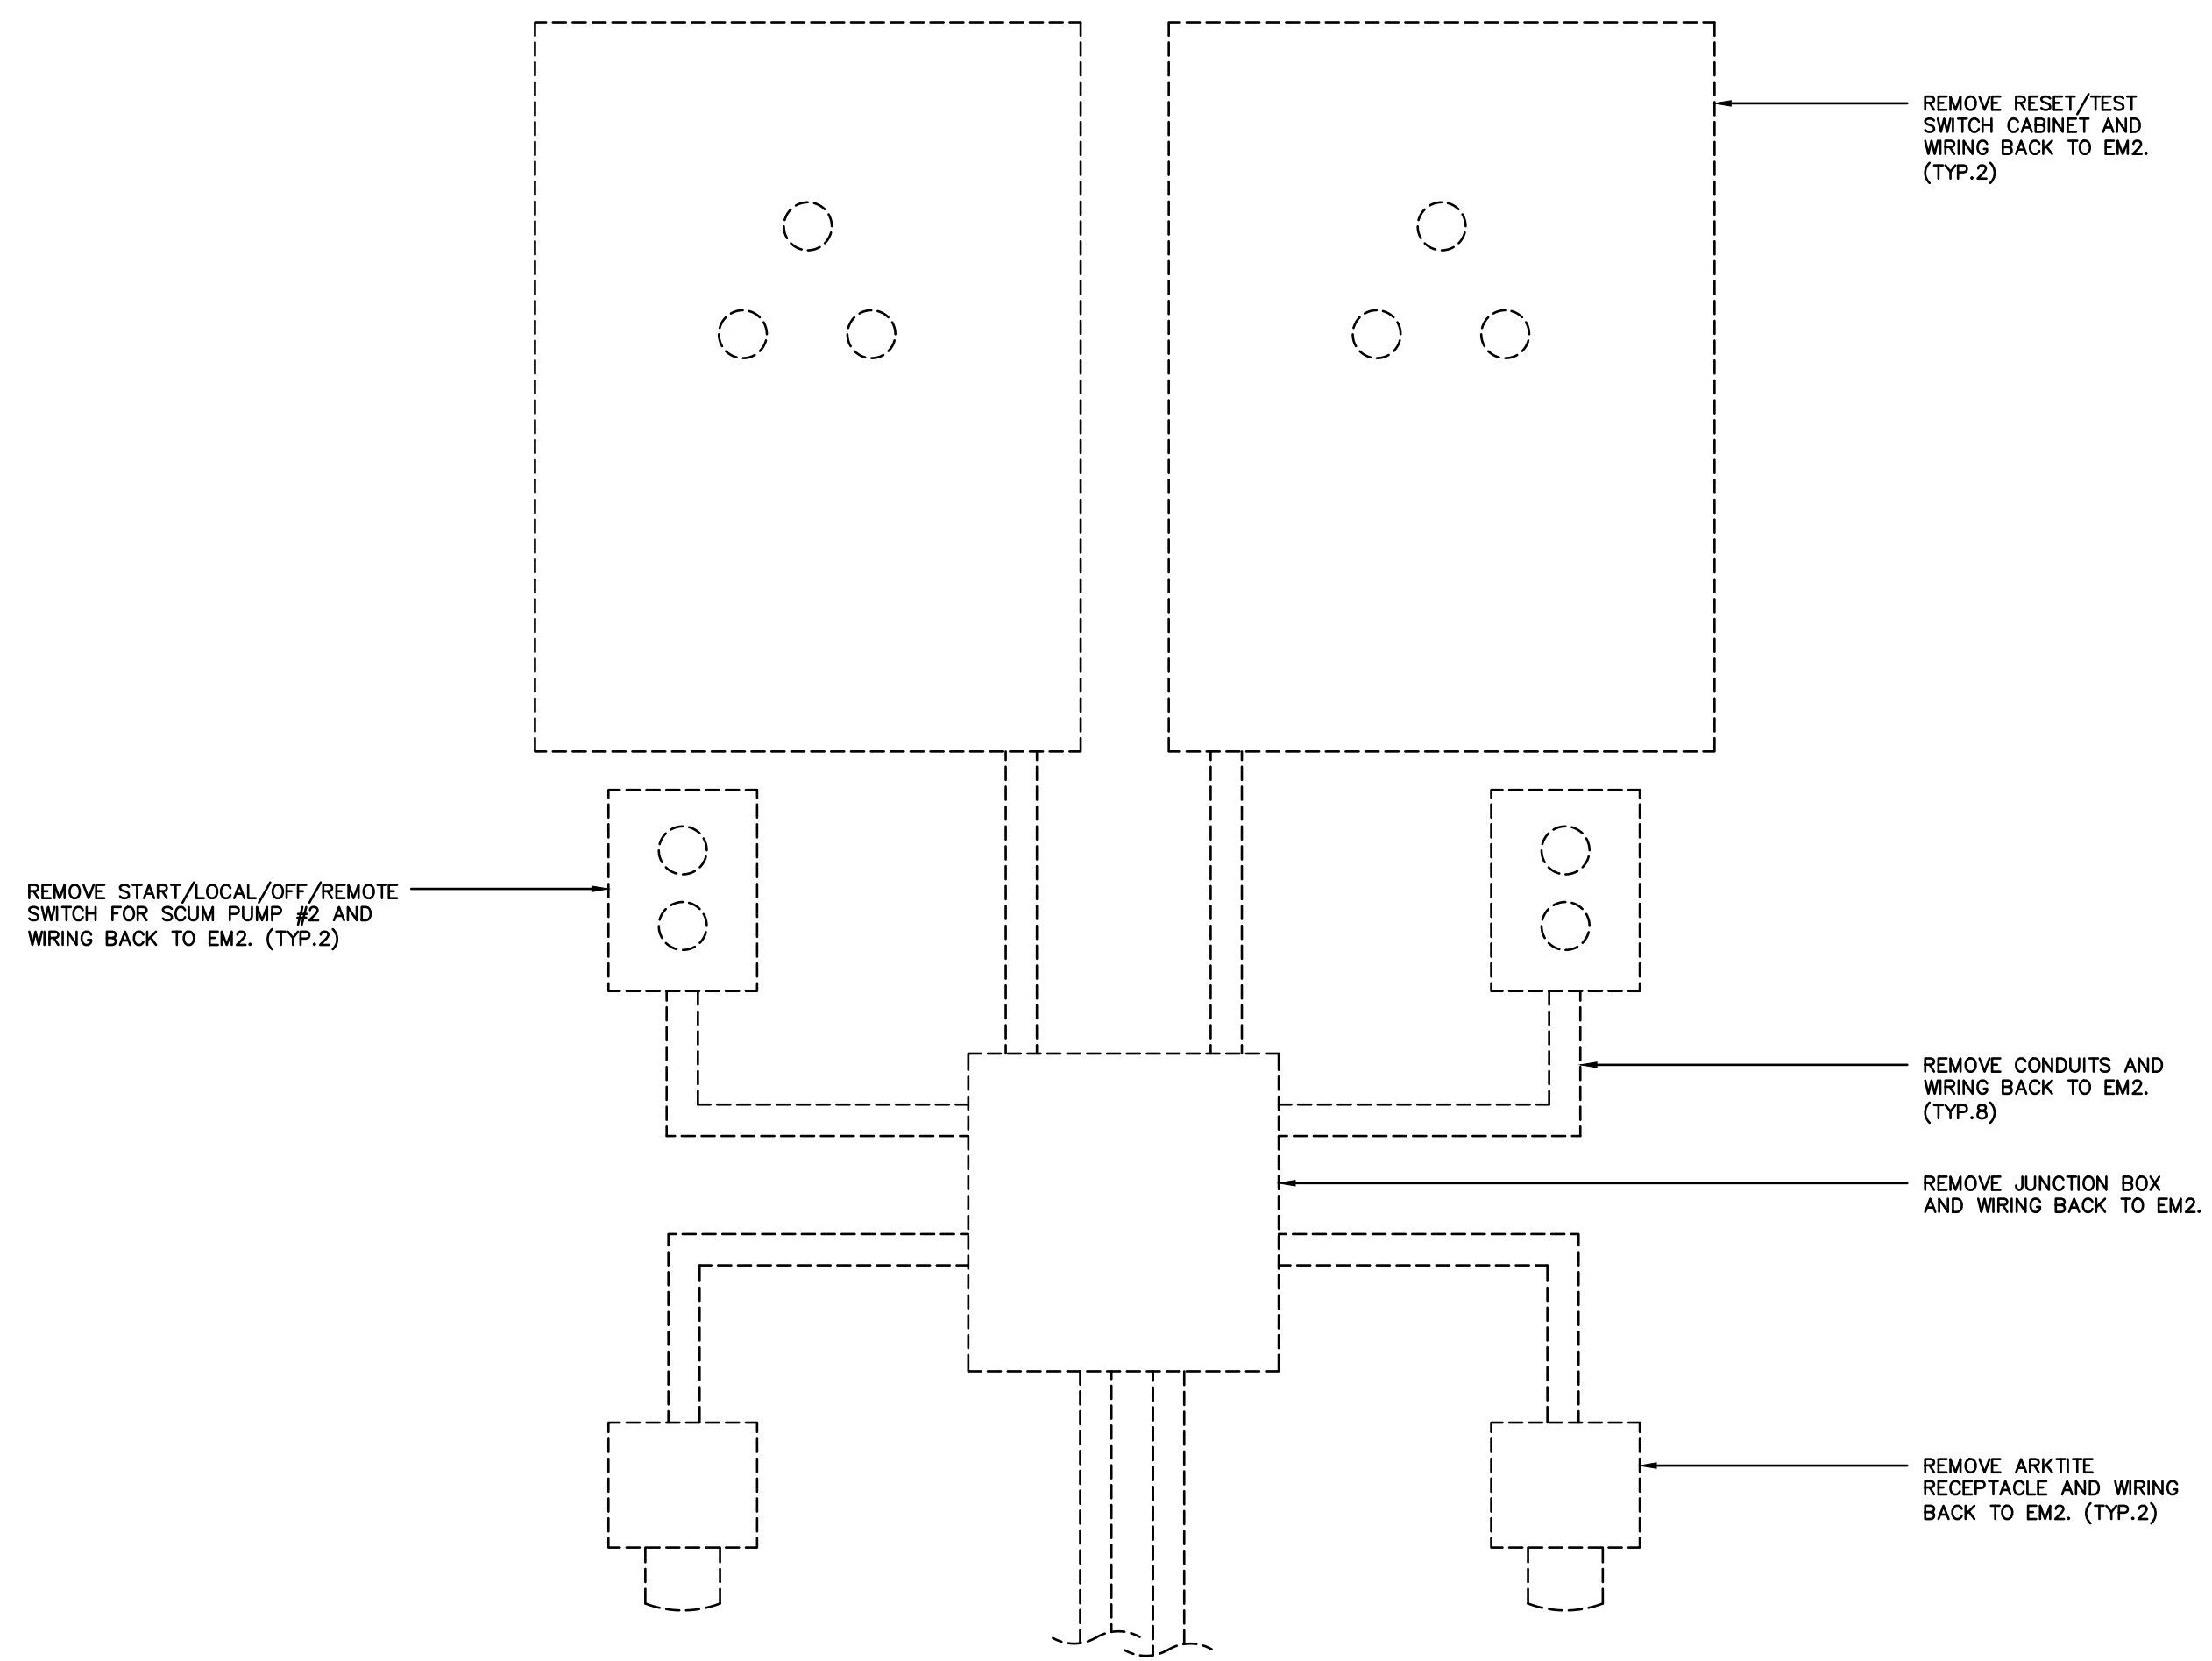 REMOVE RESET/TEST
SWITCH CABINET AND
WIRING BACK TO EM2.
(TYP.2)
REMOVE START/LOCAL/OFF/REMOTE
SWITCH FOR SCUM PUMP #2 AND
WIRING BACK TO EM2. (TYP.2)
REMOVE CONDUITS AND
WIRING BACK TO EM2.
(TYP.8)
REMOVE JUNCTION BOX
AND WIRING BACK TO EM2.
REMOVE ARKTITE
RECEPTACLE AND WIRING
BACK TO EM2. (TYP.2)